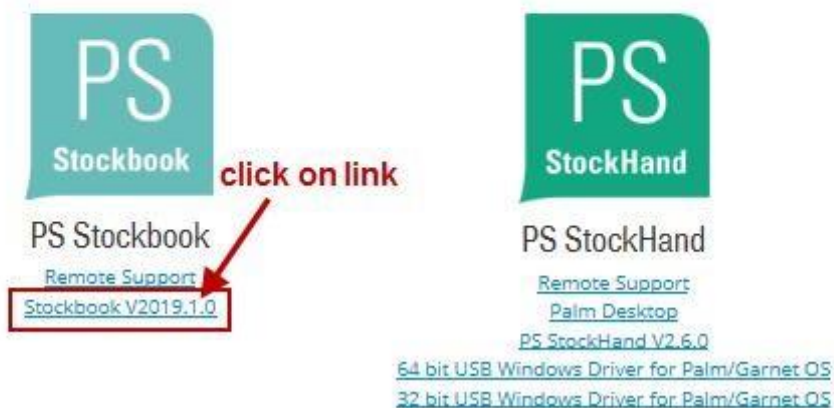 PS
Stockbook
click on link
PS Stockbook
Remote Support
Stockbook V2019.1.0
PS
StockHand
PS StockHand
Remote Support
Palm Desktop
PS StockHand V2.6.0
64 bit USB Windows Driver for Palm/Garnet OS
32 bit USB Windows Driver for Palm/Garnet OS